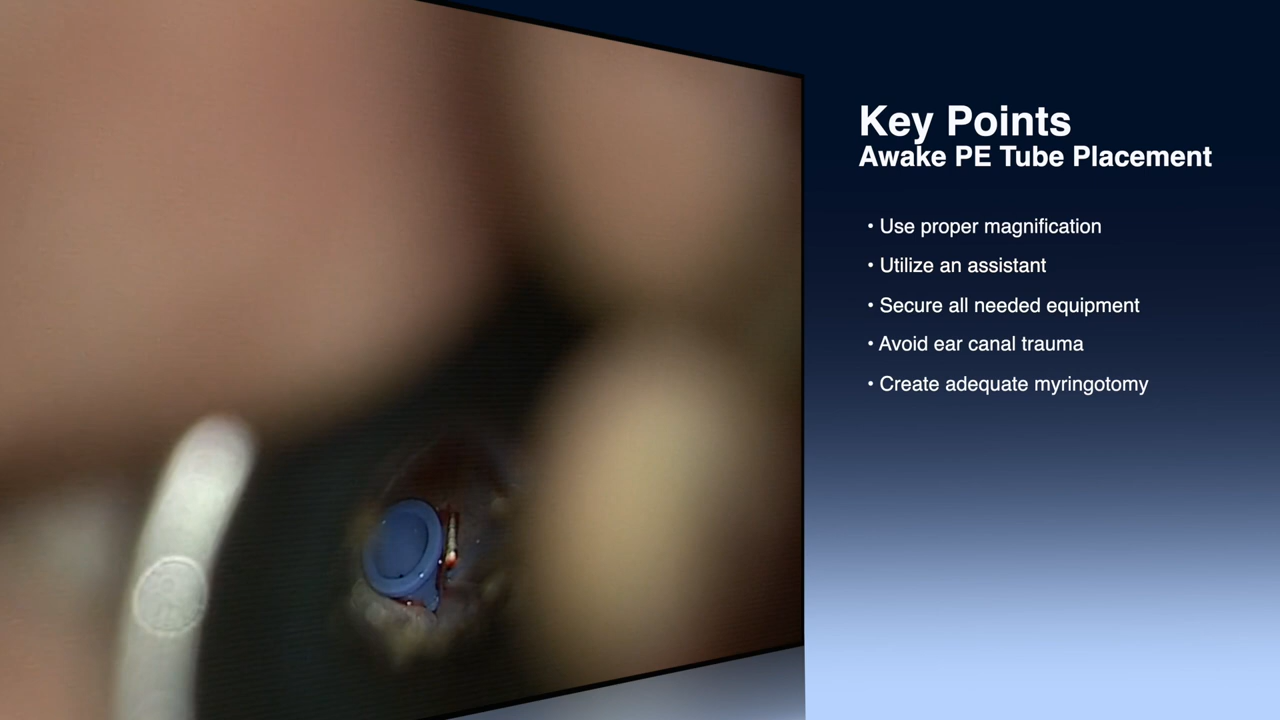 Key Points
Awake PE Tube Placement
• Use proper magnification
• Utilize an assistant
• Secure all needed equipment
• Avoid ear canal trauma
• Create adequate myringotomy